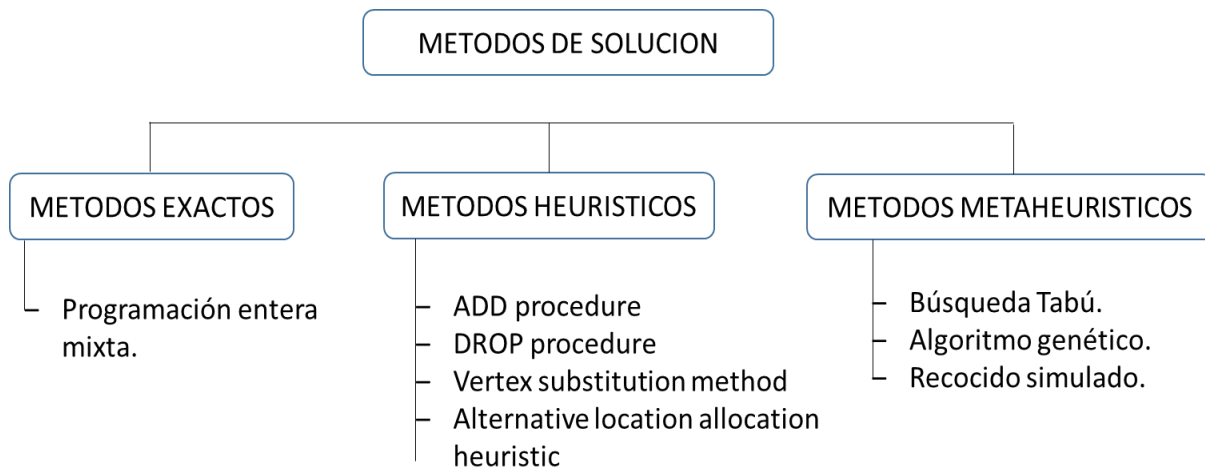 METODOS DE SOLUCION
METODOS EXACTOS
– Programación entera
mixta.
METODOS HEURISTICOS
– ADD procedure
– DROP procedure
– Vertex substitution method
– Alternative location allocation
heuristic
METODOS METAHEURISTICOS
– Búsqueda Tabú.
– Algoritmo genético.
– Recocido simulado.